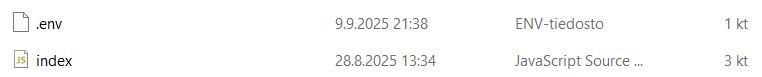 .env 9.9.2025 21:38 ENV-tiedosto 1 kt
JS index 28.8.2025 13:34 JavaScript Source ... 3 kt